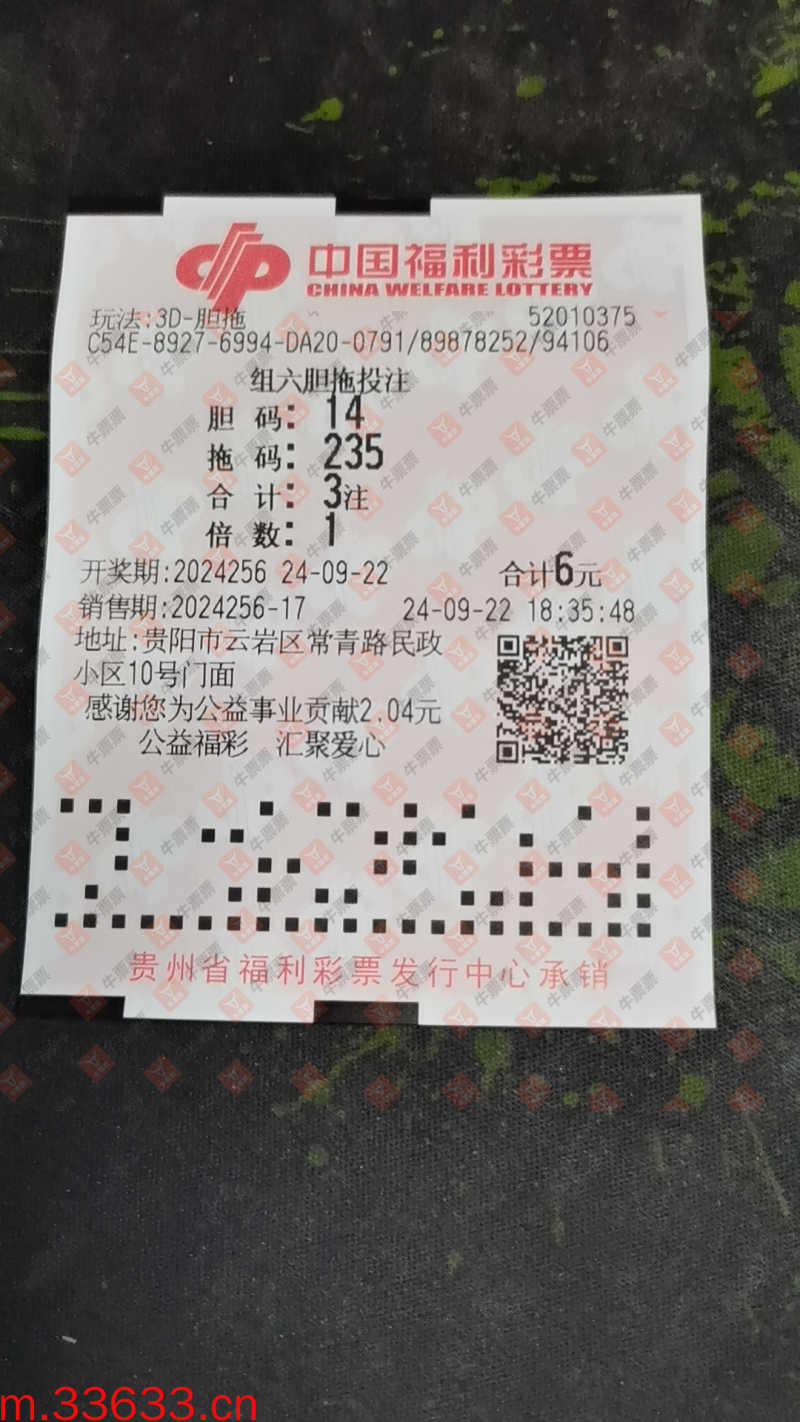 中国福利彩票
CHINA WELFARE LOTTERY
玩法:3D-胆拖 52010375
C54E-8927-6994-DA20-0791/89878252/94106
组六胆拖投注
胆 码: 14
拖 码: 235
合 计: 3注
倍 数: 1
开奖期:2024256 24-09-22 合计6元
销售期:2024256-17 24-09-22 18:35:48
地址:贵阳市云岩区常青路民政
小区10号门面
感谢您为公益事业贡献2.04元
公益福彩 汇聚爱心
贵州省福利彩票发行中心承销
牛票票
m.33633.cn